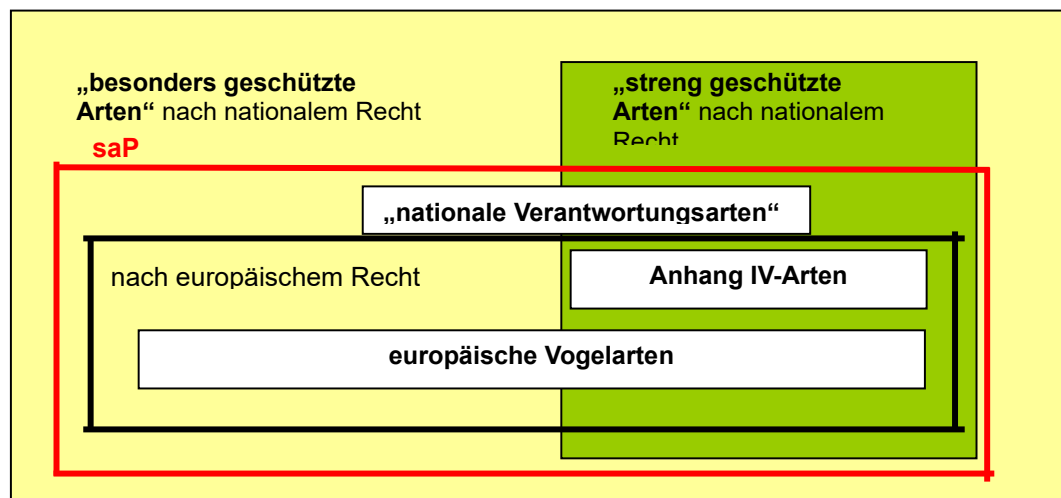 „besonders geschützte
Arten“ nach nationalem Recht
„streng geschützte
Arten“ nach nationalem
Recht
saP
„nationale Verantwortungsarten“
nach europäischem Recht
Anhang IV-Arten
europäische Vogelarten